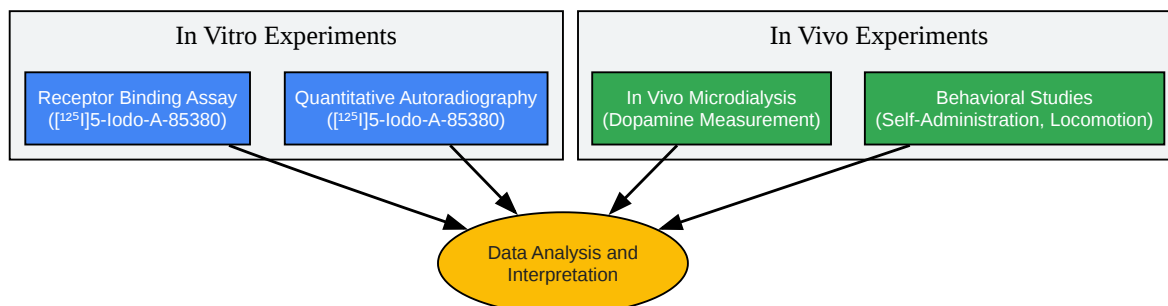 In Vitro Experiments
Receptor Binding Assay
([¹²⁵I]5-Iodo-A-85380)
Quantitative Autoradiography
([¹²⁵I]5-Iodo-A-85380)
In Vivo Experiments
In Vivo Microdialysis
(Dopamine Measurement)
Behavioral Studies
(Self-Administration, Locomotion)
Data Analysis and
Interpretation